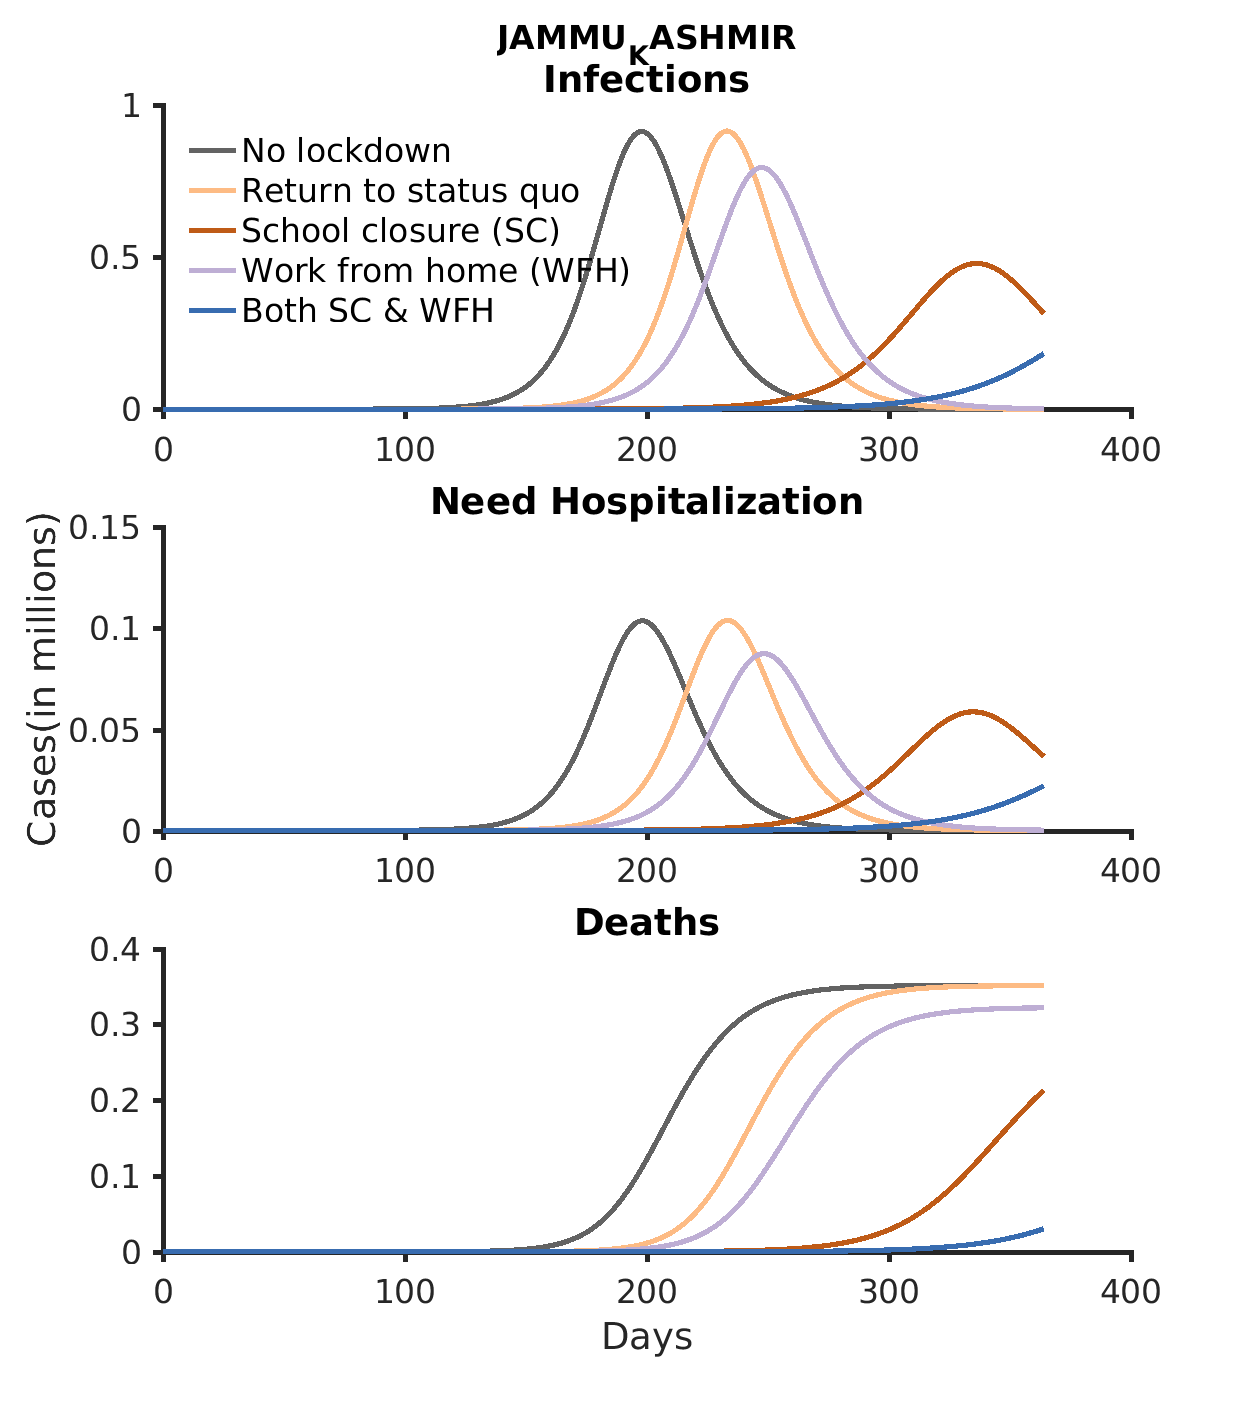 JAMMUKASHMIR
Infections
1
0.5
0
No lockdown
Return to status quo
School closure (SC)
Work from home (WFH)
Both SC & WFH
0 100 200 300 400
Need Hospitalization
Cases(in millions)
0.15
0.1
0.05
0
0 100 200 300 400
Deaths
0.4
0.3
0.2
0.1
0
0 100 200 300 400
Days